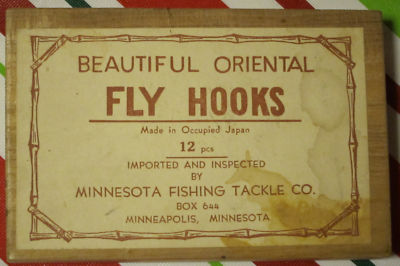 BEAUTIFUL ORIENTAL
FLY HOOKS
Made in Occupied Japan
12 pcs
IMPORTED AND INSPECTED
BY
MINNESOTA FISHING TACKLE CO.
BOX 644
MINNEAPOLIS, MINNESOTA